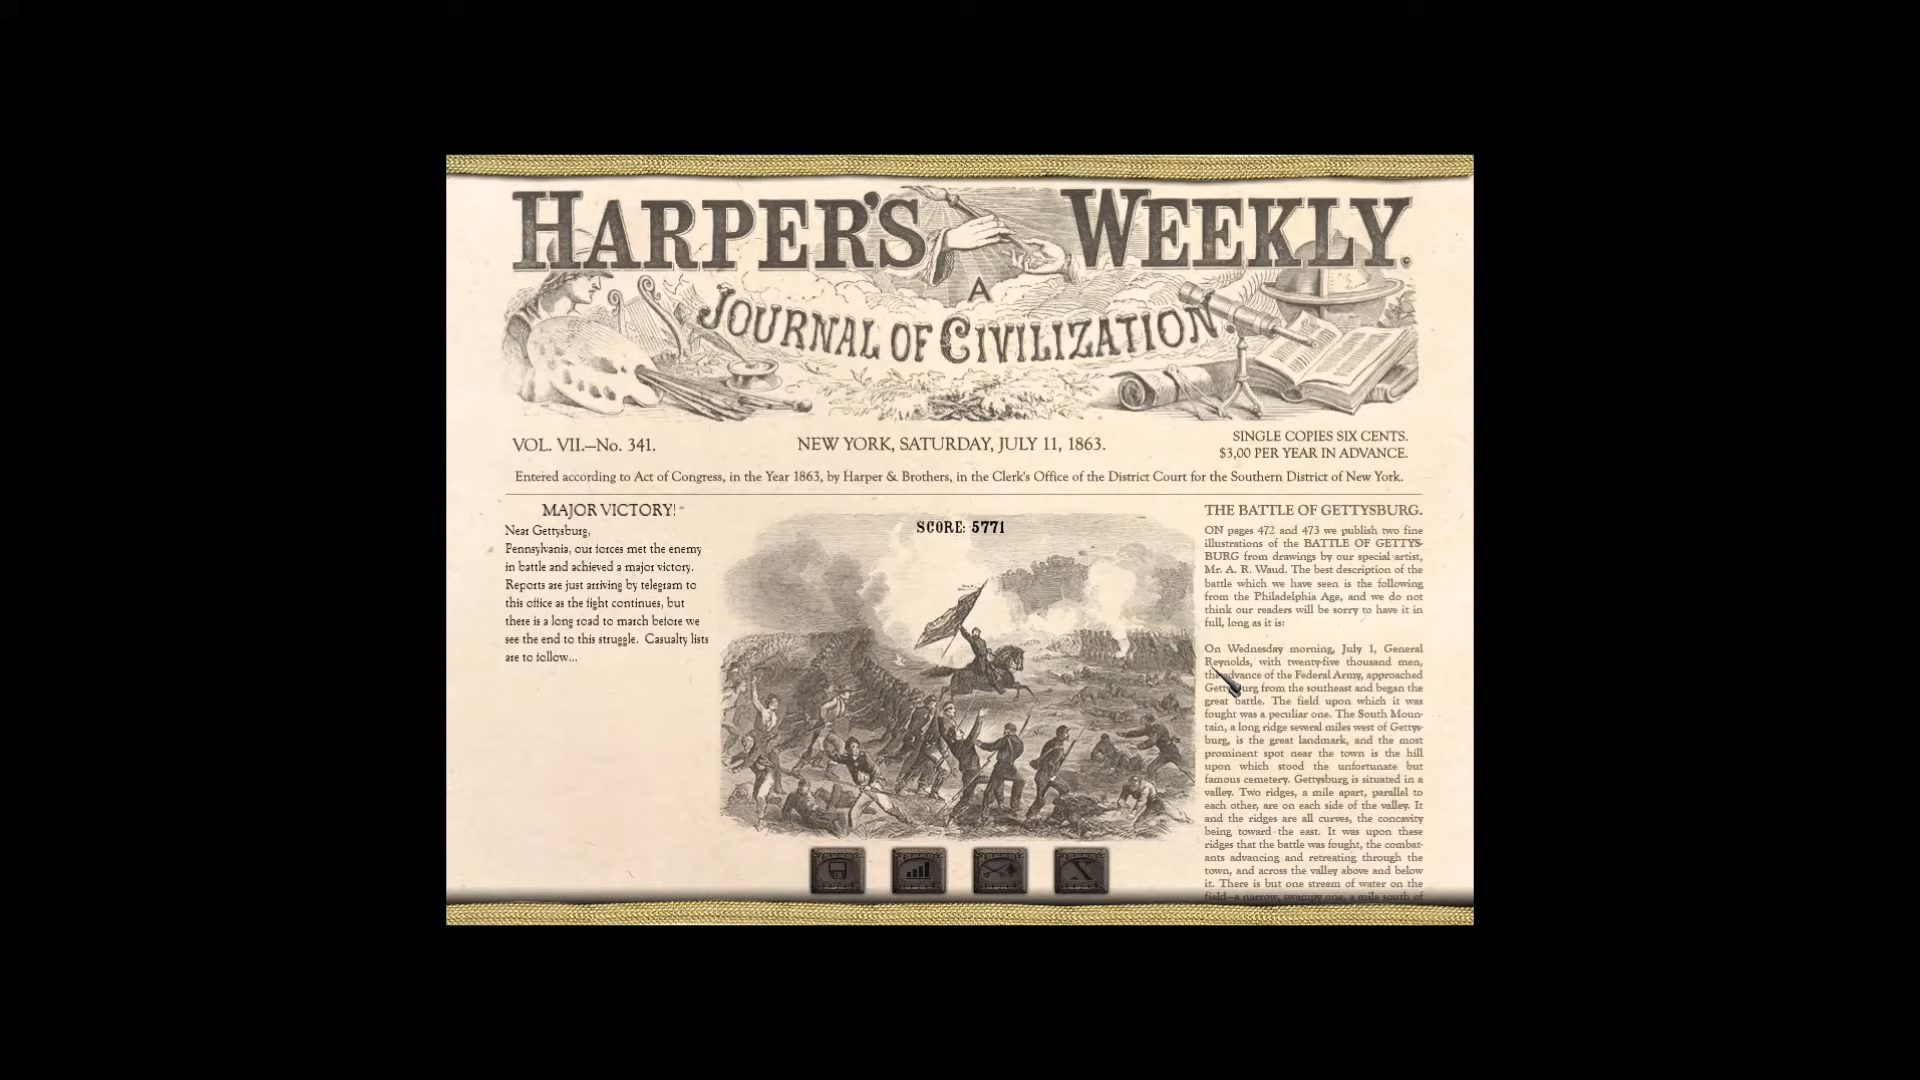 HARPER'S WEEKLY.
A
JOURNAL OF CIVILIZATION
VOL. VII.—No. 341.
NEW YORK, SATURDAY, JULY 11, 1863.
SINGLE COPIES SIX CENTS.
$3,00 PER YEAR IN ADVANCE.
Entered according to Act of Congress, in the Year 1863, by Harper & Brothers, in the Clerk's Office of the District Court for the Southern District of New York.
MAJOR VICTORY!
Near Gettysburg,
Pennsylvania, our forces met the enemy
in battle and achieved a major victory.
Reports are just arriving by telegram to
this office as the fight continues, but
there is a long road to march before we
see the end to this struggle. Casualty lists
are to follow...
SCORE: 5771
THE BATTLE OF GETTYSBURG.
ON pages 472 and 473 we publish two fine
illustrations of the BATTLE OF GETTYS-
BURG from drawings by our special artist,
Mr. A. R. Waud. The best description of the
battle which we have seen is the following
from the Philadelphia Age, and we do not
think our readers will be sorry to have it in
full, long as it is:
On Wednesday morning, July 1, General
Reynolds, with twenty-five thousand men,
the advance of the Federal Army, approached
Gettysburg from the southeast and began the
great battle. The field upon which it was
fought was a peculiar one. The South Moun-
tain, a long ridge several miles west of Gettys-
burg, is the great landmark, and the most
prominent spot near the town is the hill
upon which stood the unfortunate but
famous cemetery. Gettysburg is situated in a
valley. Two ridges, a mile apart, parallel to
each other, are on each side of the valley. It
and the ridges are all curves, the concavity
being toward the east. It was upon these
ridges that the battle was fought, the combat-
ants advancing and retreating through the
town, and across the valley above and below
it. There is but one stream of water on the
field—a narrow, swampy one, a mile south of